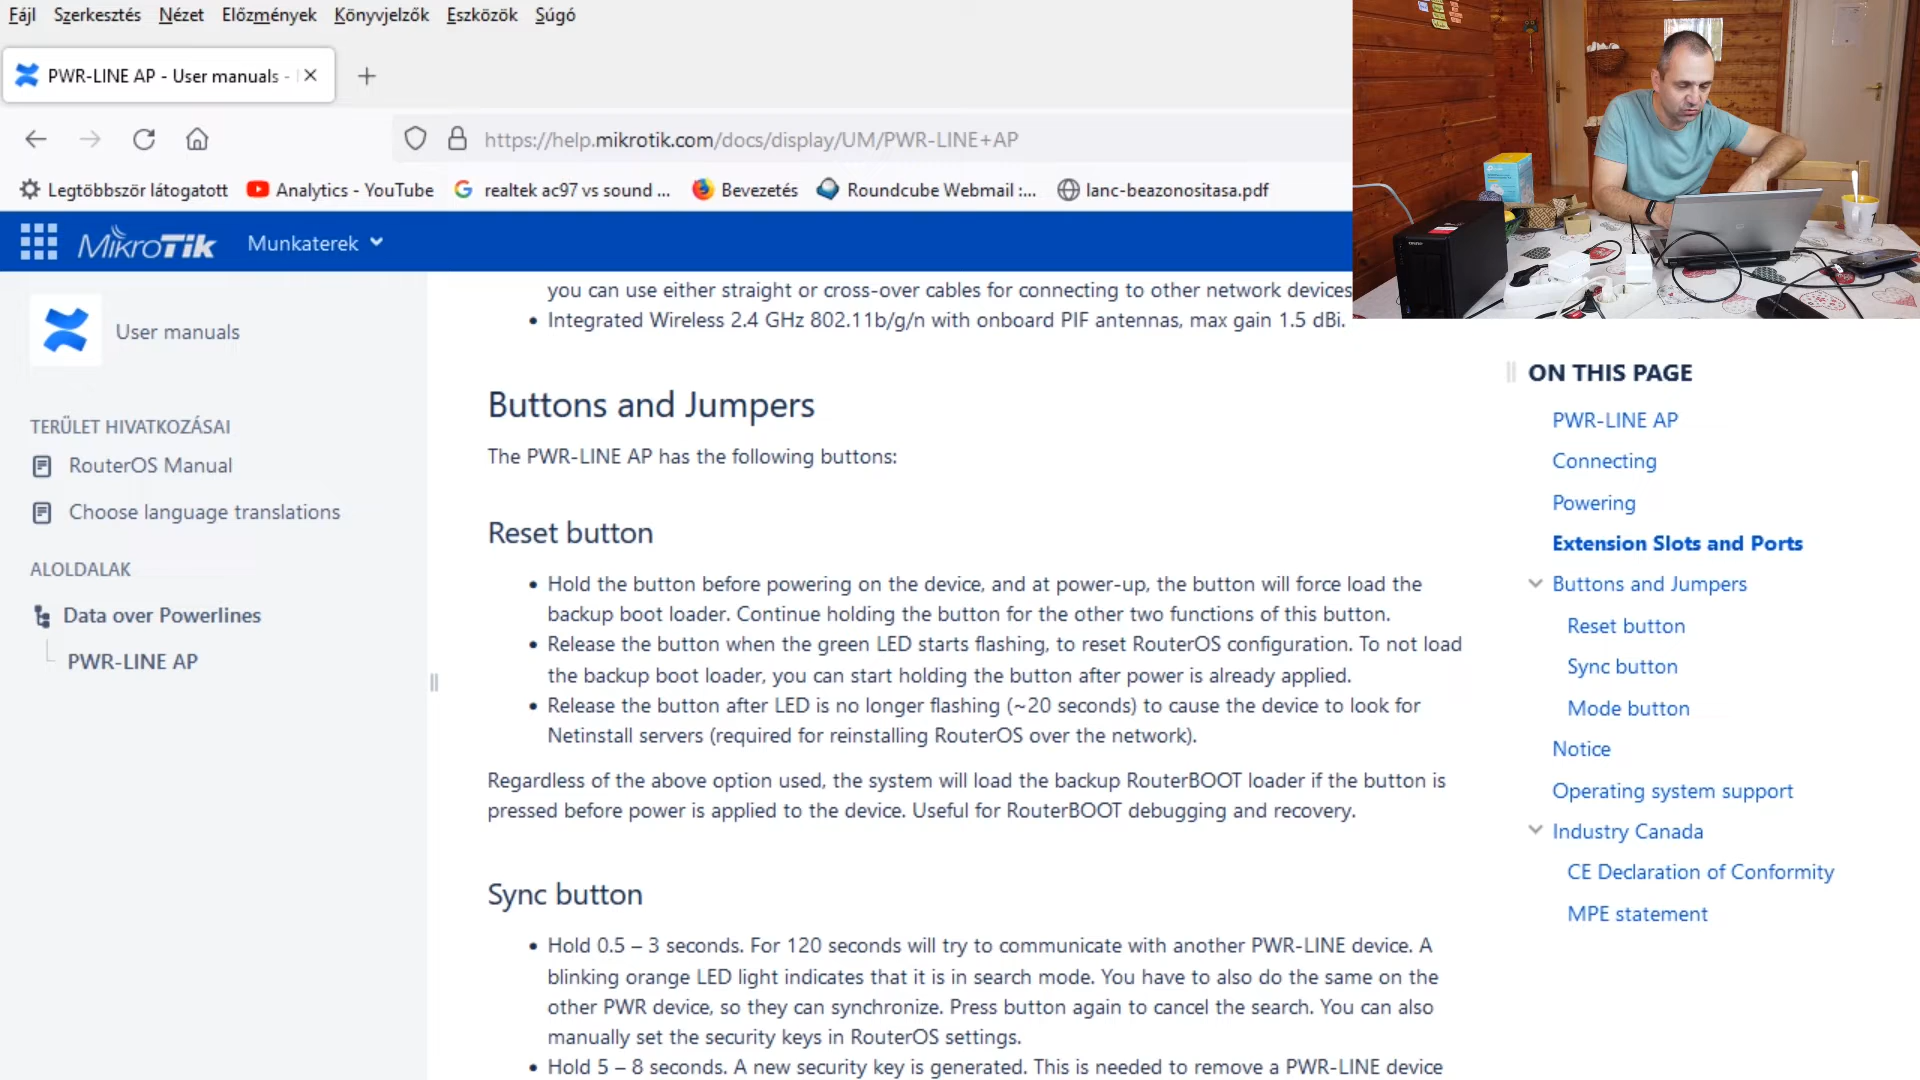 Fájl Szerkesztés Nézet Előzmények Könyvjelzők Eszközök Súgó
PWR-LINE AP - User manuals -
https://help.mikrotik.com/docs/display/UM/PWR-LINE+AP
Legtöbbször látogatott Analytics - YouTube realtek ac97 vs sound ... Bevezetés Roundcube Webmail :... lanc-beazonositasa.pdf
MikroTik Munkaterek
User manuals
TERÜLET HIVATKOZÁSAI
RouterOS Manual
Choose language translations
ALOLDALAK
Data over Powerlines
PWR-LINE AP
you can use either straight or cross-over cables for connecting to other network devices
• Integrated Wireless 2.4 GHz 802.11b/g/n with onboard PIF antennas, max gain 1.5 dBi.
Buttons and Jumpers
The PWR-LINE AP has the following buttons:
Reset button
• Hold the button before powering on the device, and at power-up, the button will force load the
backup boot loader. Continue holding the button for the other two functions of this button.
• Release the button when the green LED starts flashing, to reset RouterOS configuration. To not load
the backup boot loader, you can start holding the button after power is already applied.
• Release the button after LED is no longer flashing (~20 seconds) to cause the device to look for
Netinstall servers (required for reinstalling RouterOS over the network).
Regardless of the above option used, the system will load the backup RouterBOOT loader if the button is
pressed before power is applied to the device. Useful for RouterBOOT debugging and recovery.
Sync button
• Hold 0.5 – 3 seconds. For 120 seconds will try to communicate with another PWR-LINE device. A
blinking orange LED light indicates that it is in search mode. You have to also do the same on the
other PWR device, so they can synchronize. Press button again to cancel the search. You can also
manually set the security keys in RouterOS settings.
• Hold 5 – 8 seconds. A new security key is generated. This is needed to remove a PWR-LINE device
ON THIS PAGE
PWR-LINE AP
Connecting
Powering
Extension Slots and Ports
Buttons and Jumpers
Reset button
Sync button
Mode button
Notice
Operating system support
Industry Canada
CE Declaration of Conformity
MPE statement